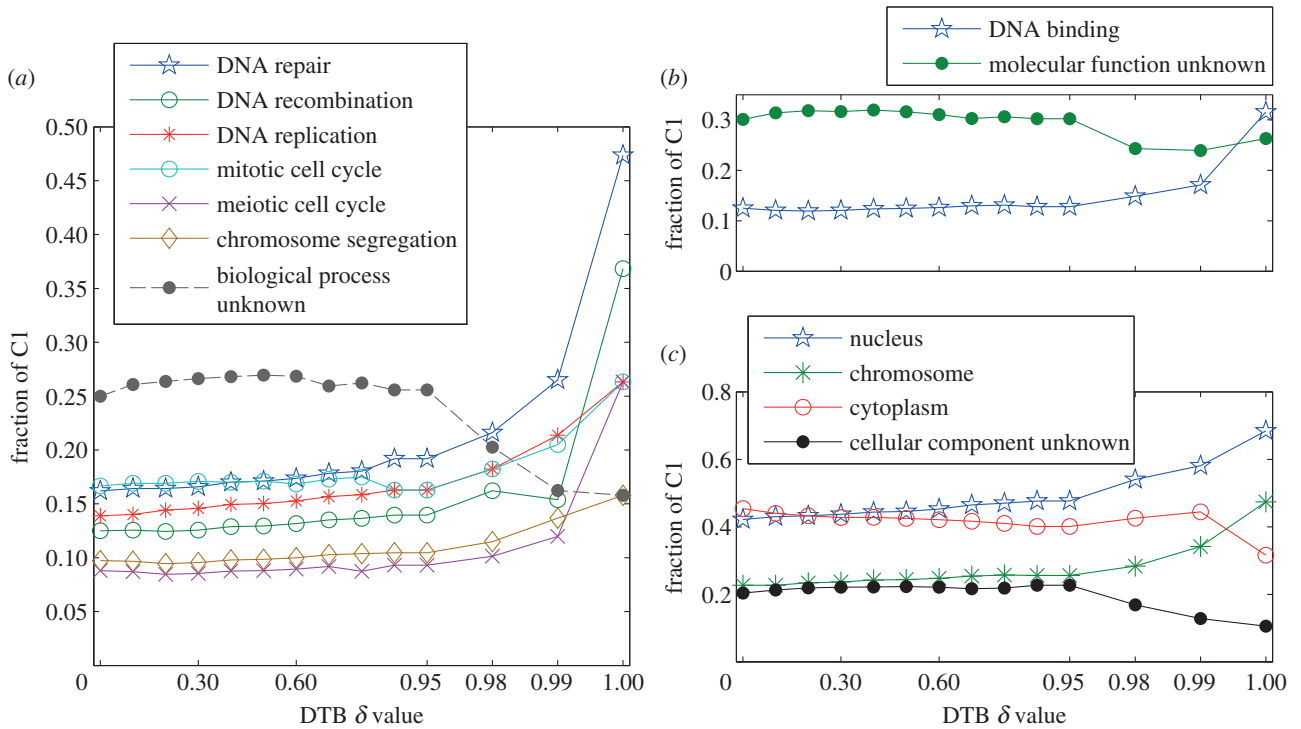 (a)
DNA repair
DNA recombination
DNA replication
mitotic cell cycle
meiotic cell cycle
chromosome segregation
biological process
unknown
0.50
0.45
0.40
0.35
0.30
0.25
0.20
0.15
0.10
0.05
fraction of C1
0 0.30 0.60 0.95 0.98 0.99 1.00
DTB δ value
(b)
DNA binding
molecular function unknown
0.3
0.2
0.1
0
fraction of C1
(c)
nucleus
chromosome
cytoplasm
cellular component unknown
0.8
0.6
0.4
0.2
fraction of C1
0 0.30 0.60 0.95 0.98 0.99 1.00
DTB δ value